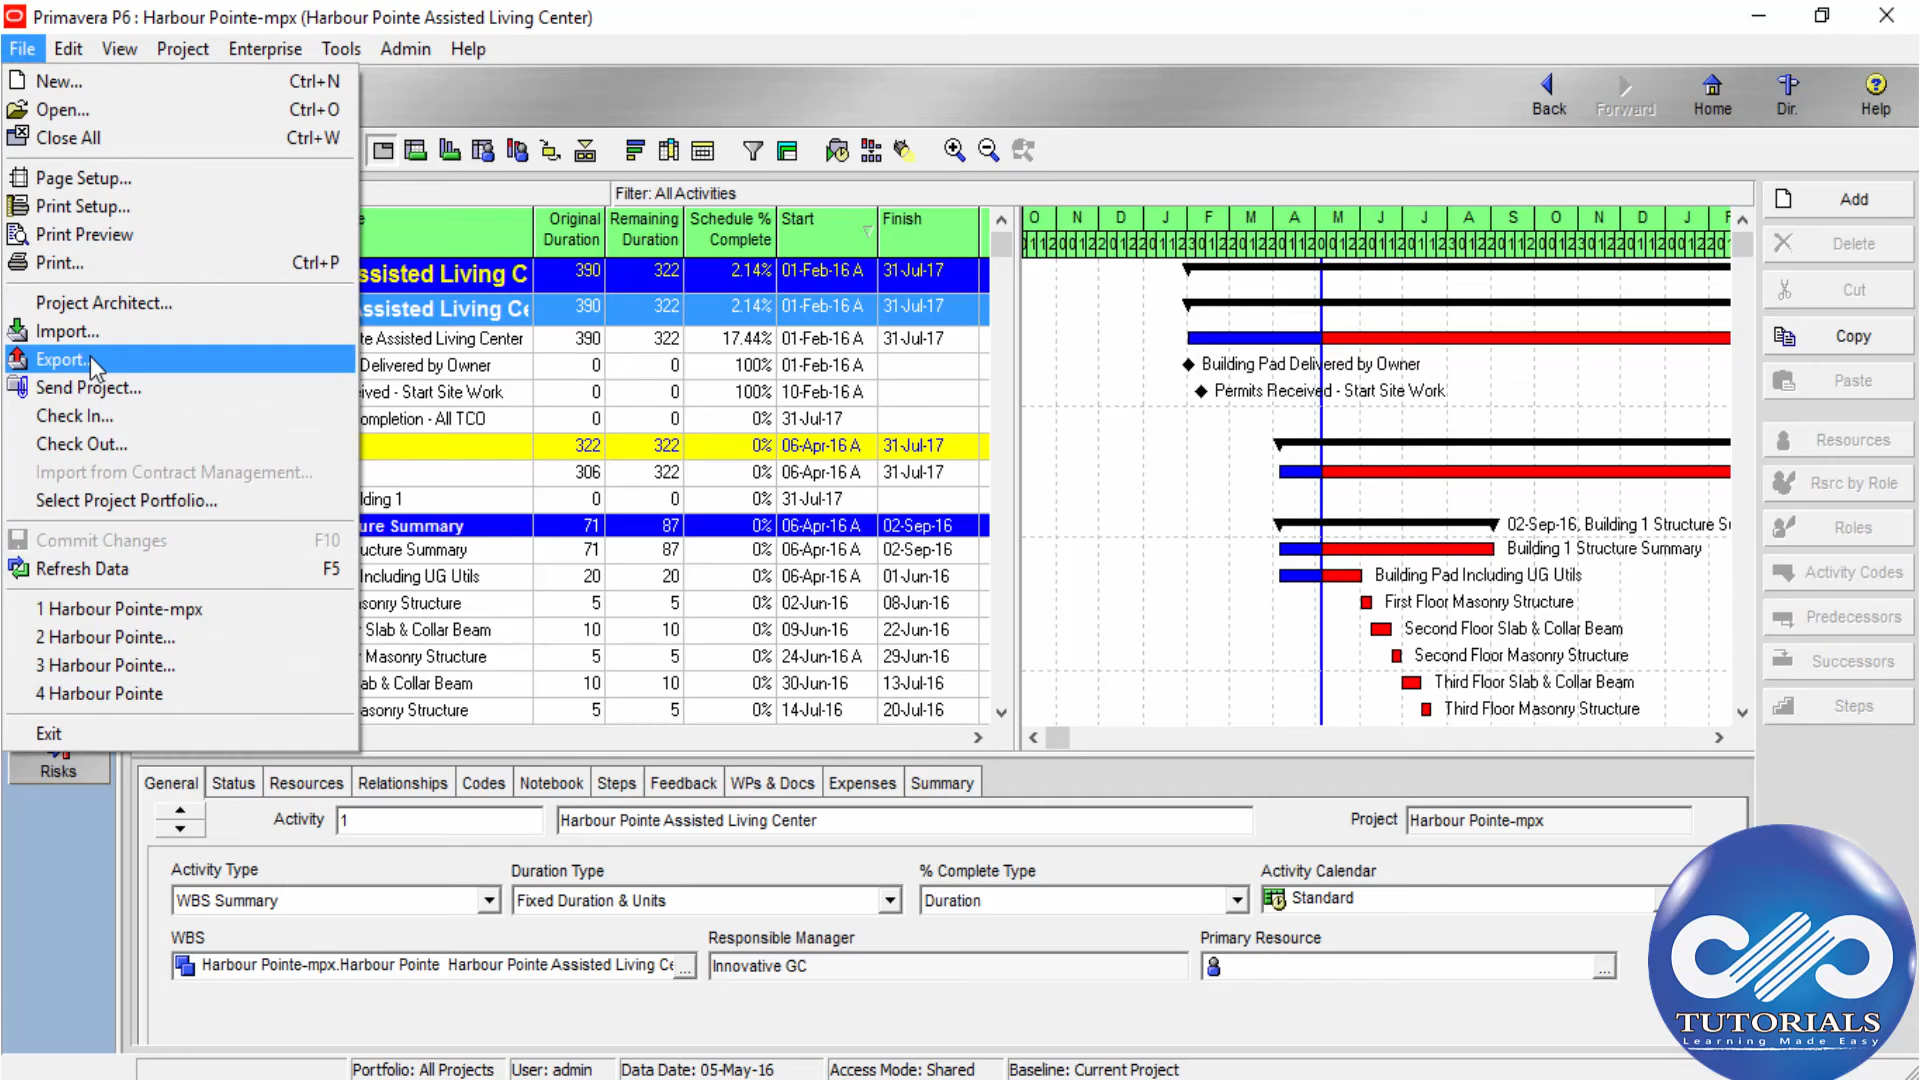 Primavera P6 : Harbour Pointe-mpx (Harbour Pointe Assisted Living Center)
File Edit View Project Enterprise Tools Admin Help
New... Ctrl+N
Open... Ctrl+O
Close All Ctrl+W
Page Setup...
Print Setup...
Print Preview
Print... Ctrl+P
Project Architect...
Import...
Export...
Send Project...
Check In...
Check Out...
Import from Contract Management...
Select Project Portfolio...
Commit Changes F10
Refresh Data F5
1 Harbour Pointe-mpx
2 Harbour Pointe...
3 Harbour Pointe...
4 Harbour Pointe
Exit
Risks
Back Forward Home Dir. Help
Filter: All Activities
Original Duration Remaining Duration Schedule % Complete Start Finish
ssisted Living C 390 322 2.14% 01-Feb-16 A 31-Jul-17
ssisted Living Ce 390 322 2.14% 01-Feb-16 A 31-Jul-17
te Assisted Living Center 390 322 17.44% 01-Feb-16 A 31-Jul-17
Delivered by Owner 0 0 100% 01-Feb-16 A
ived - Start Site Work 0 0 100% 10-Feb-16 A
ompletion - All TCO 0 0 0% 31-Jul-17
322 322 0% 06-Apr-16 A 31-Jul-17
306 322 0% 06-Apr-16 A 31-Jul-17
lding 1 0 0 0% 31-Jul-17
ure Summary 71 87 0% 06-Apr-16 A 02-Sep-16
ucture Summary 71 87 0% 06-Apr-16 A 02-Sep-16
Including UG Utils 20 20 0% 06-Apr-16 A 01-Jun-16
sonry Structure 5 5 0% 02-Jun-16 08-Jun-16
Slab & Collar Beam 10 10 0% 09-Jun-16 22-Jun-16
Masonry Structure 5 5 0% 24-Jun-16 A 29-Jun-16
ab & Collar Beam 10 10 0% 30-Jun-16 13-Jul-16
asonry Structure 5 5 0% 14-Jul-16 20-Jul-16
O N D J F M A M J J A S O N D J F
Building Pad Delivered by Owner
Permits Received - Start Site Work
02-Sep-16, Building 1 Structure S
Building 1 Structure Summary
Building Pad Including UG Utils
First Floor Masonry Structure
Second Floor Slab & Collar Beam
Second Floor Masonry Structure
Third Floor Slab & Collar Beam
Third Floor Masonry Structure
Add
Delete
Cut
Copy
Paste
Resources
Rsrc by Role
Roles
Activity Codes
Predecessors
Successors
Steps
General Status Resources Relationships Codes Notebook Steps Feedback WPs & Docs Expenses Summary
Activity 1 Harbour Pointe Assisted Living Center Project Harbour Pointe-mpx
Activity Type Duration Type % Complete Type Activity Calendar
WBS Summary Fixed Duration & Units Duration Standard
WBS Responsible Manager Primary Resource
Harbour Pointe-mpx.Harbour Pointe Harbour Pointe Assisted Living Ce ... Innovative GC ...
TUTORIALS
Learning Made Easy
Portfolio: All Projects User: admin Data Date: 05-May-16 Access Mode: Shared Baseline: Current Project